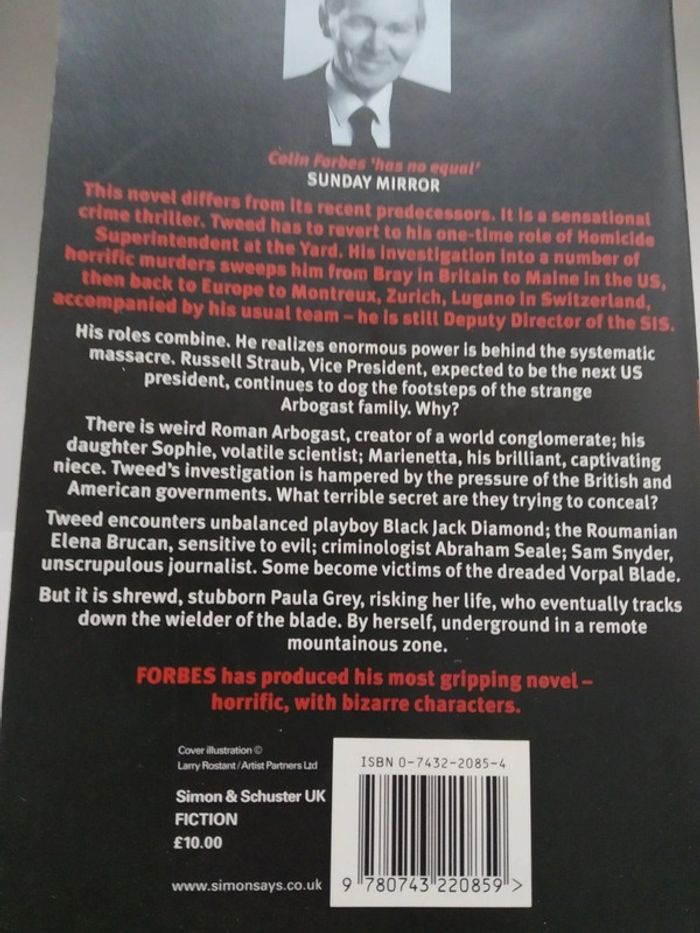 Colin Forbes 'has no equal'
SUNDAY MIRROR
This novel differs from its recent predecessors. It is a sensational
crime thriller. Tweed has to revert to his one-time role of Homicide
Superintendent at the Yard. His investigation into a number of
horrific murders sweeps him from Bray in Britain to Maine in the US,
then back to Europe to Montreux, Zurich, Lugano in Switzerland,
accompanied by his usual team – he is still Deputy Director of the SIS.
His roles combine. He realizes enormous power is behind the systematic
massacre. Russell Straub, Vice President, expected to be the next US
president, continues to dog the footsteps of the strange
Arbogast family. Why?
There is weird Roman Arbogast, creator of a world conglomerate; his
daughter Sophie, volatile scientist; Marienetta, his brilliant, captivating
niece. Tweed's investigation is hampered by the pressure of the British and
American governments. What terrible secret are they trying to conceal?
Tweed encounters unbalanced playboy Black Jack Diamond; the Roumanian
Elena Brucan, sensitive to evil; criminologist Abraham Seale; Sam Snyder,
unscrupulous journalist. Some become victims of the dreaded Vorpal Blade.
But it is shrewd, stubborn Paula Grey, risking her life, who eventually tracks
down the wielder of the blade. By herself, underground in a remote
mountainous zone.
FORBES has produced his most gripping novel –
horrific, with bizarre characters.
Cover illustration ©
Larry Rostant / Artist Partners Ltd
Simon & Schuster UK
FICTION
£10.00
www.simonsays.co.uk
ISBN 0-7432-2085-4
9 780743 220859 >